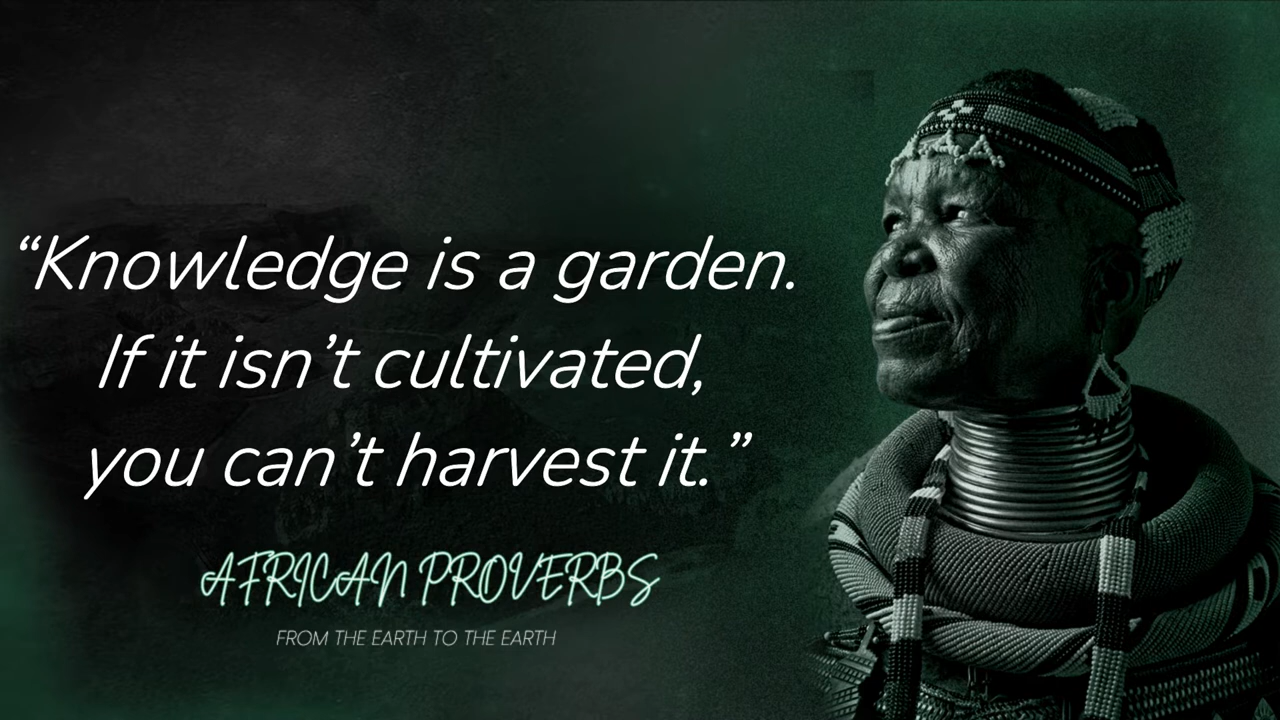 “Knowledge is a garden.
If it isn’t cultivated,
you can’t harvest it.”
AFRICAN PROVERBS
FROM THE EARTH TO THE EARTH